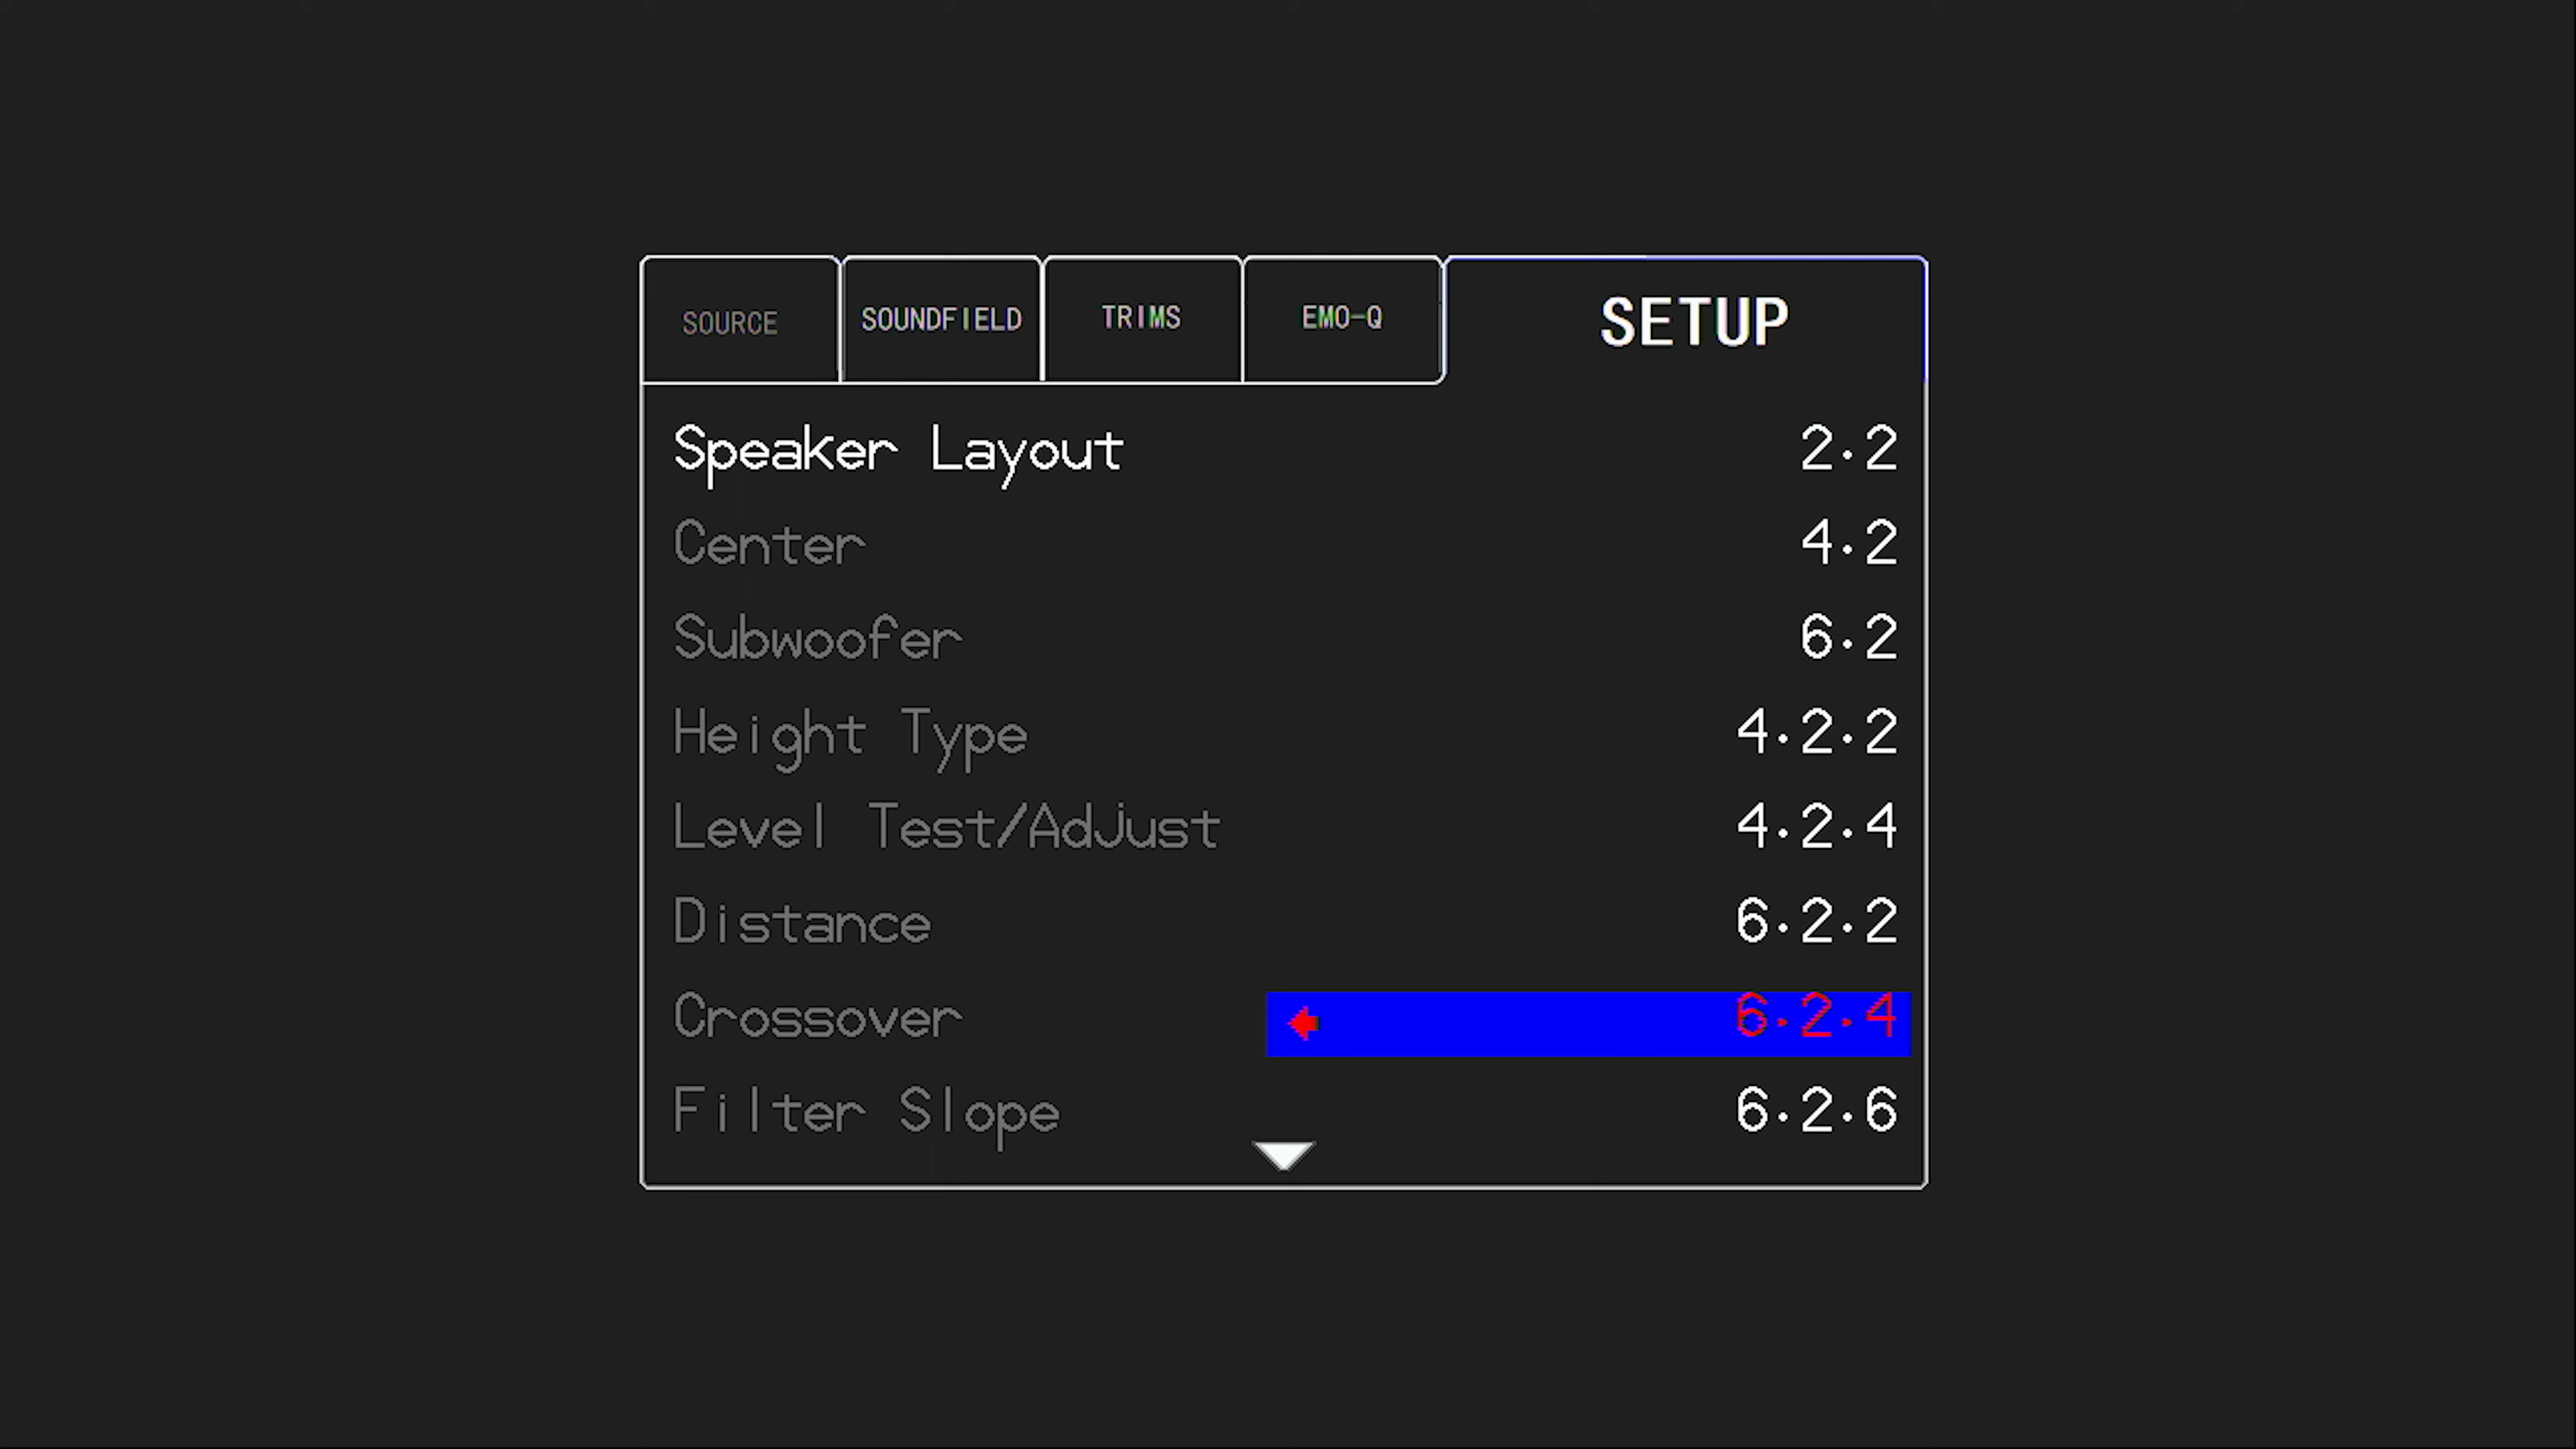 SOURCE SOUNDFIELD TRIMS EMO-Q SETUP
Speaker Layout 2.2
Center 4.2
Subwoofer 6.2
Height Type 4.2.2
Level Test/Adjust 4.2.4
Distance 6.2.2
Crossover 6.2.4
Filter Slope 6.2.6